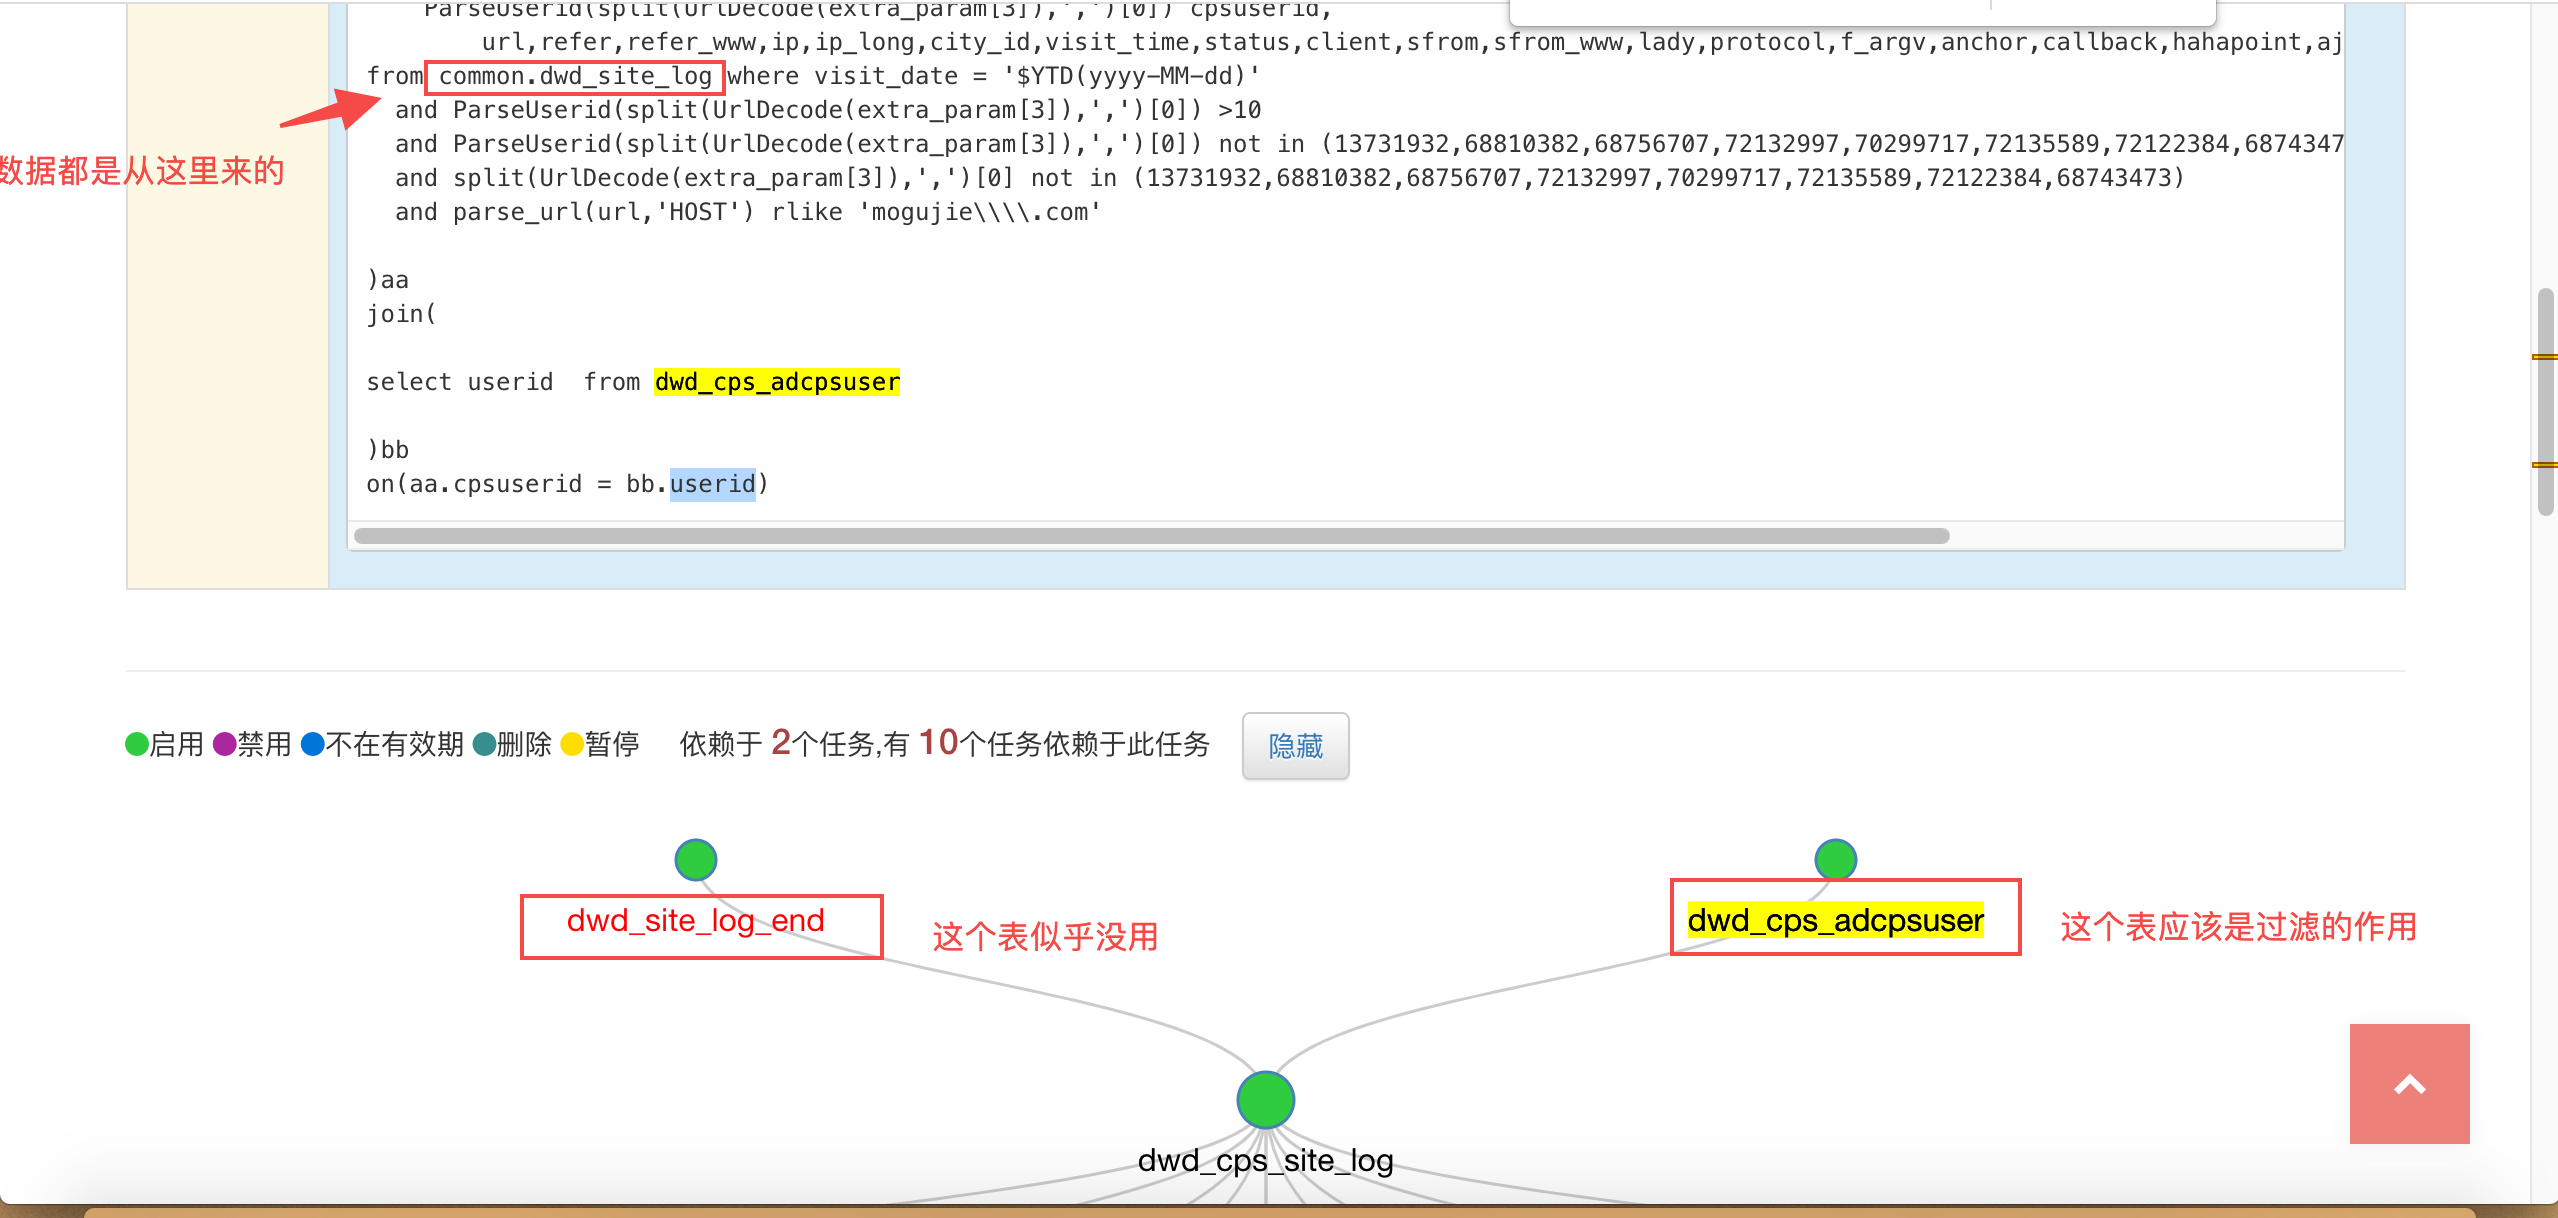 ParseUserid(split(UrlDecode(extra_param[3]),',')[0]) cpsuserid,
url,refer,refer_www,ip,ip_long,city_id,visit_time,status,client,sfrom,sfrom_www,lady,protocol,f_argv,anchor,callback,hahapoint,aj
from common.dwd_site_log where visit_date = '$YTD(yyyy-MM-dd)'
and ParseUserid(split(UrlDecode(extra_param[3]),',')[0]) >10
and ParseUserid(split(UrlDecode(extra_param[3]),',')[0]) not in (13731932,68810382,68756707,72132997,70299717,72135589,72122384,6874347
数据都是从这里来的
and split(UrlDecode(extra_param[3]),',')[0] not in (13731932,68810382,68756707,72132997,70299717,72135589,72122384,68743473)
and parse_url(url,'HOST') rlike 'mogujie\\\\.com'
)aa
join(
select userid  from dwd_cps_adcpsuser
)bb
on(aa.cpsuserid = bb.userid)
启用 禁用 不在有效期 删除 暂停 依赖于 2个任务,有 10个任务依赖于此任务 隐藏
dwd_site_log_end 这个表似乎没用 dwd_cps_adcpsuser 这个表应该是过滤的作用
dwd_cps_site_log